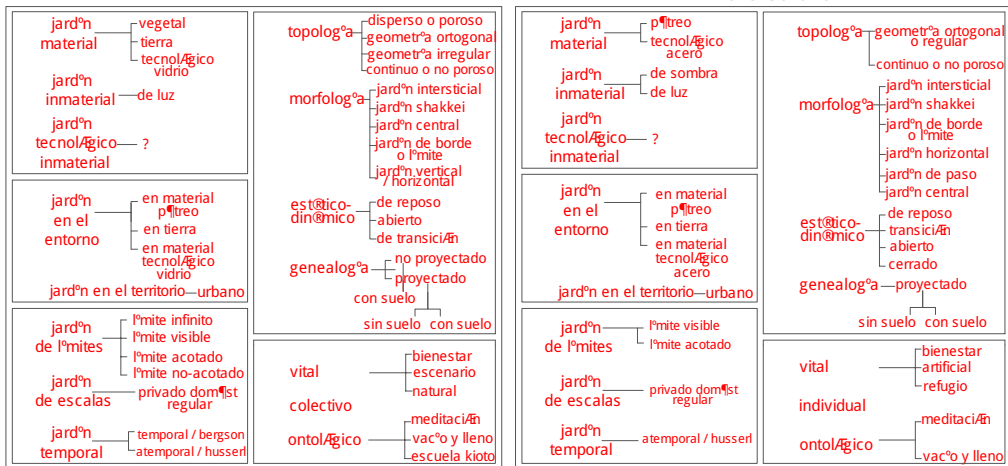 jardºn
material
vegetal
tierra
tecnolÆgico
vidrio
jardºn
inmaterial
de luz
jardºn
tecnolÆgico
inmaterial
?
jardºn
en el
entorno
en material
p¶treo
en tierra
en material
tecnolÆgico
vidrio
jardºn en el territorio
urbano
jardºn
de lºmites
lºmite infinito
lºmite visible
lºmite acotado
lºmite no-acotado
jardºn
de escalas
privado dom¶st
regular
jardºn
temporal
temporal / bergson
atemporal / husserl
topologºa
disperso o poroso
geometrºa ortogonal
geometrºa irregular
continuo o no poroso
morfologºa
jardºn intersticial
jardºn shakkei
jardºn central
jardºn de borde
o lºmite
jardºn vertical
/ horizontal
est®tico-
din®mico
de reposo
abierto
de transiciÆn
genealogºa
no proyectado
proyectado
con suelo
sin suelo
con suelo
vital
bienestar
escenario
natural
colectivo
ontolÆgico
meditaciÆn
vacºo y lleno
escuela kioto
jardºn
material
p¶treo
tecnolÆgico
acero
jardºn
inmaterial
de sombra
de luz
jardºn
tecnolÆgico
inmaterial
?
jardºn
en el
entorno
en material
p¶treo
en tierra
en material
tecnolÆgico
acero
jardºn en el territorio
urbano
jardºn
de lºmites
lºmite visible
lºmite acotado
jardºn
de escalas
privado dom¶st
regular
jardºn
temporal
atemporal / husserl
topologºa
geometrºa ortogonal
o regular
continuo o no poroso
morfologºa
jardºn intersticial
jardºn shakkei
jardºn de borde
o lºmite
jardºn horizontal
jardºn de paso
jardºn central
est®tico-
din®mico
de reposo
transiciÆn
abierto
cerrado
genealogºa
proyectado
sin suelo
con suelo
vital
bienestar
artificial
refugio
individual
ontolÆgico
meditaciÆn
vacºo y lleno